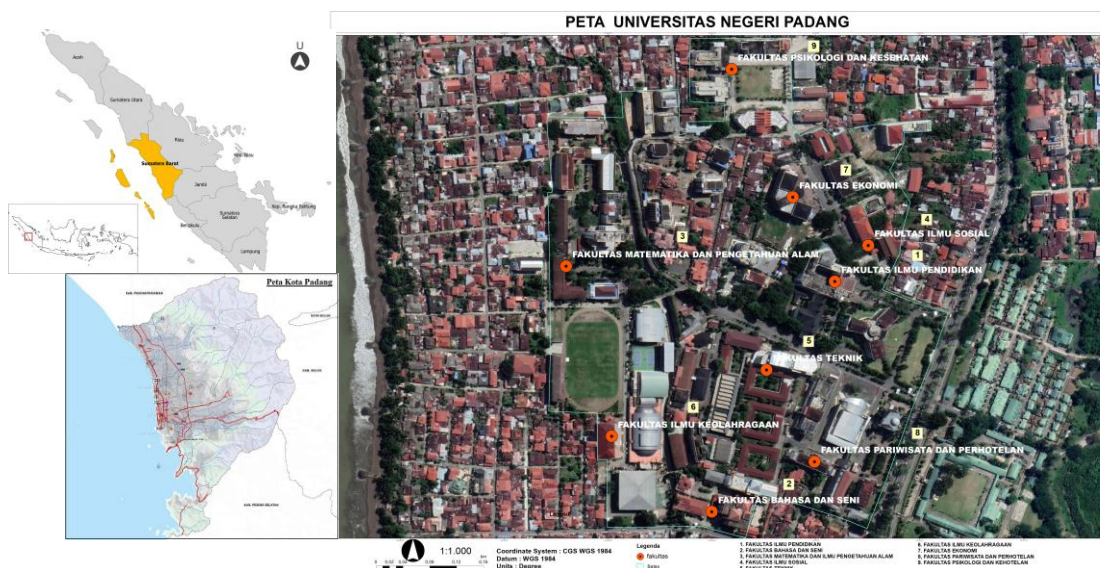 PETA UNIVERSITAS NEGERI PADANG
U
Aceh
Sumatera Utara
Riau
Sumatera Barat
Jambi
Sumatera Selatan
Bengkulu
Lampung
Peta Kota Padang
9
FAKULTAS PSIKOLOGI DAN KESEHATAN
7
FAKULTAS EKONOMI
4
FAKULTAS ILMU SOSIAL
3
1
FAKULTAS MATEMATIKA DAN PENGETAHUAN ALAM
FAKULTAS ILMU PENDIDIKAN
5
FAKULTAS TEKNIK
6
FAKULTAS ILMU KEOLAHRAGAAN
8
FAKULTAS PARIWISATA DAN PERHOTELAN
2
FAKULTAS BAHASA DAN SENI
1:1.000
Coordinate System : CGS WGS 1984
Datum : WGS 1984
Units : Degree
Legenda
fakultas
1. FAKULTAS ILMU PENDIDIKAN
2. FAKULTAS BAHASA DAN SENI
3. FAKULTAS MATEMATIKA DAN ILMU PENGETAHUAN ALAM
4. FAKULTAS ILMU SOSIAL
5. FAKULTAS TEKNIK
6. FAKULTAS ILMU KEOLAHRAGAAN
7. FAKULTAS EKONOMI
8. FAKULTAS PARIWISATA DAN PERHOTELAN
9. FAKULTAS PSIKOLOGI DAN KEHOTELAN